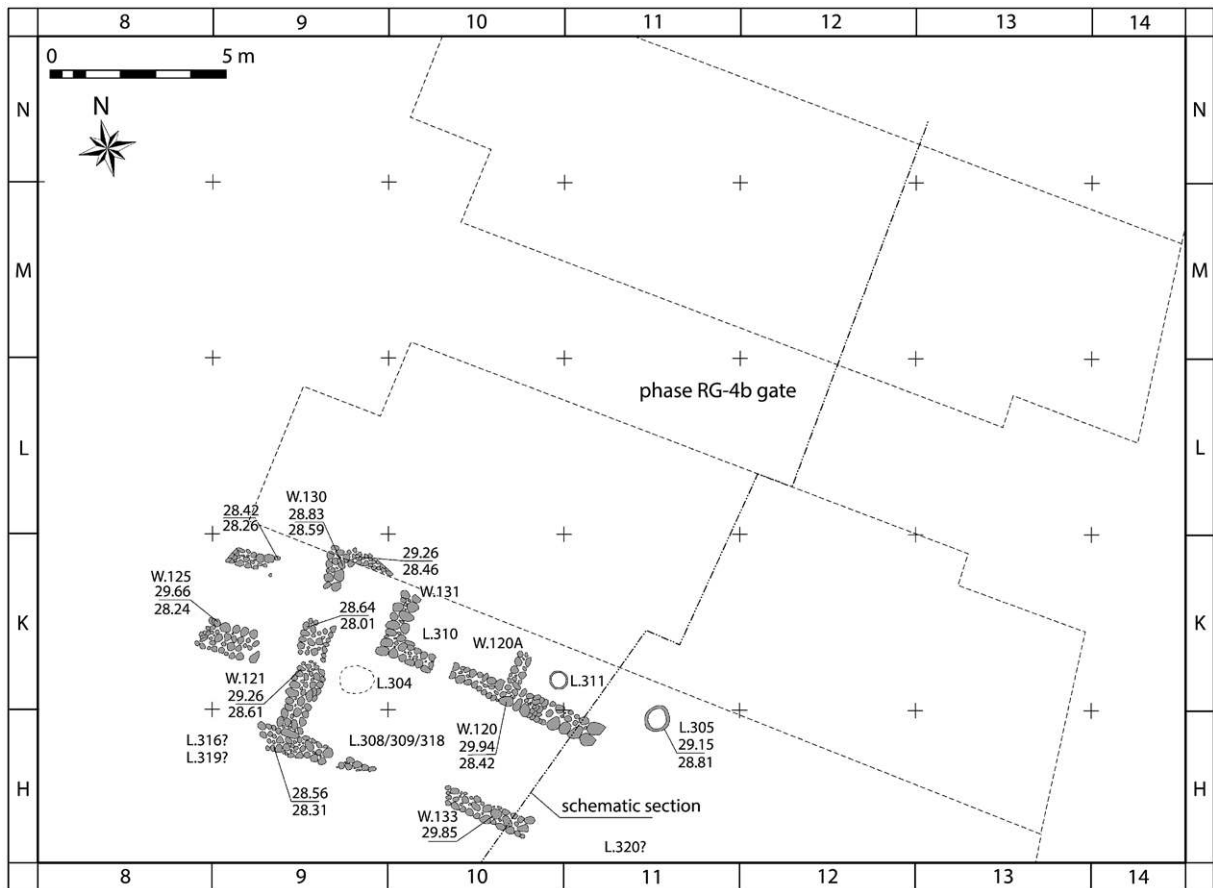 8 9 10 11 12 13 14
0 5 m
N
N N
M M
phase RG-4b gate
L L
W.130
28.42 28.83
28.26 28.59
29.26
28.46
W.125
29.66
28.24
W.131
28.64
28.01
K K
L.310
W.120A
W.121
29.26
28.61
L.304
L.311
L.316?
L.319?
L.308/309/318
W.120
29.94
28.42
L.305
29.15
28.81
H H
28.56
28.31
schematic section
W.133
29.85
L.320?
8 9 10 11 12 13 14